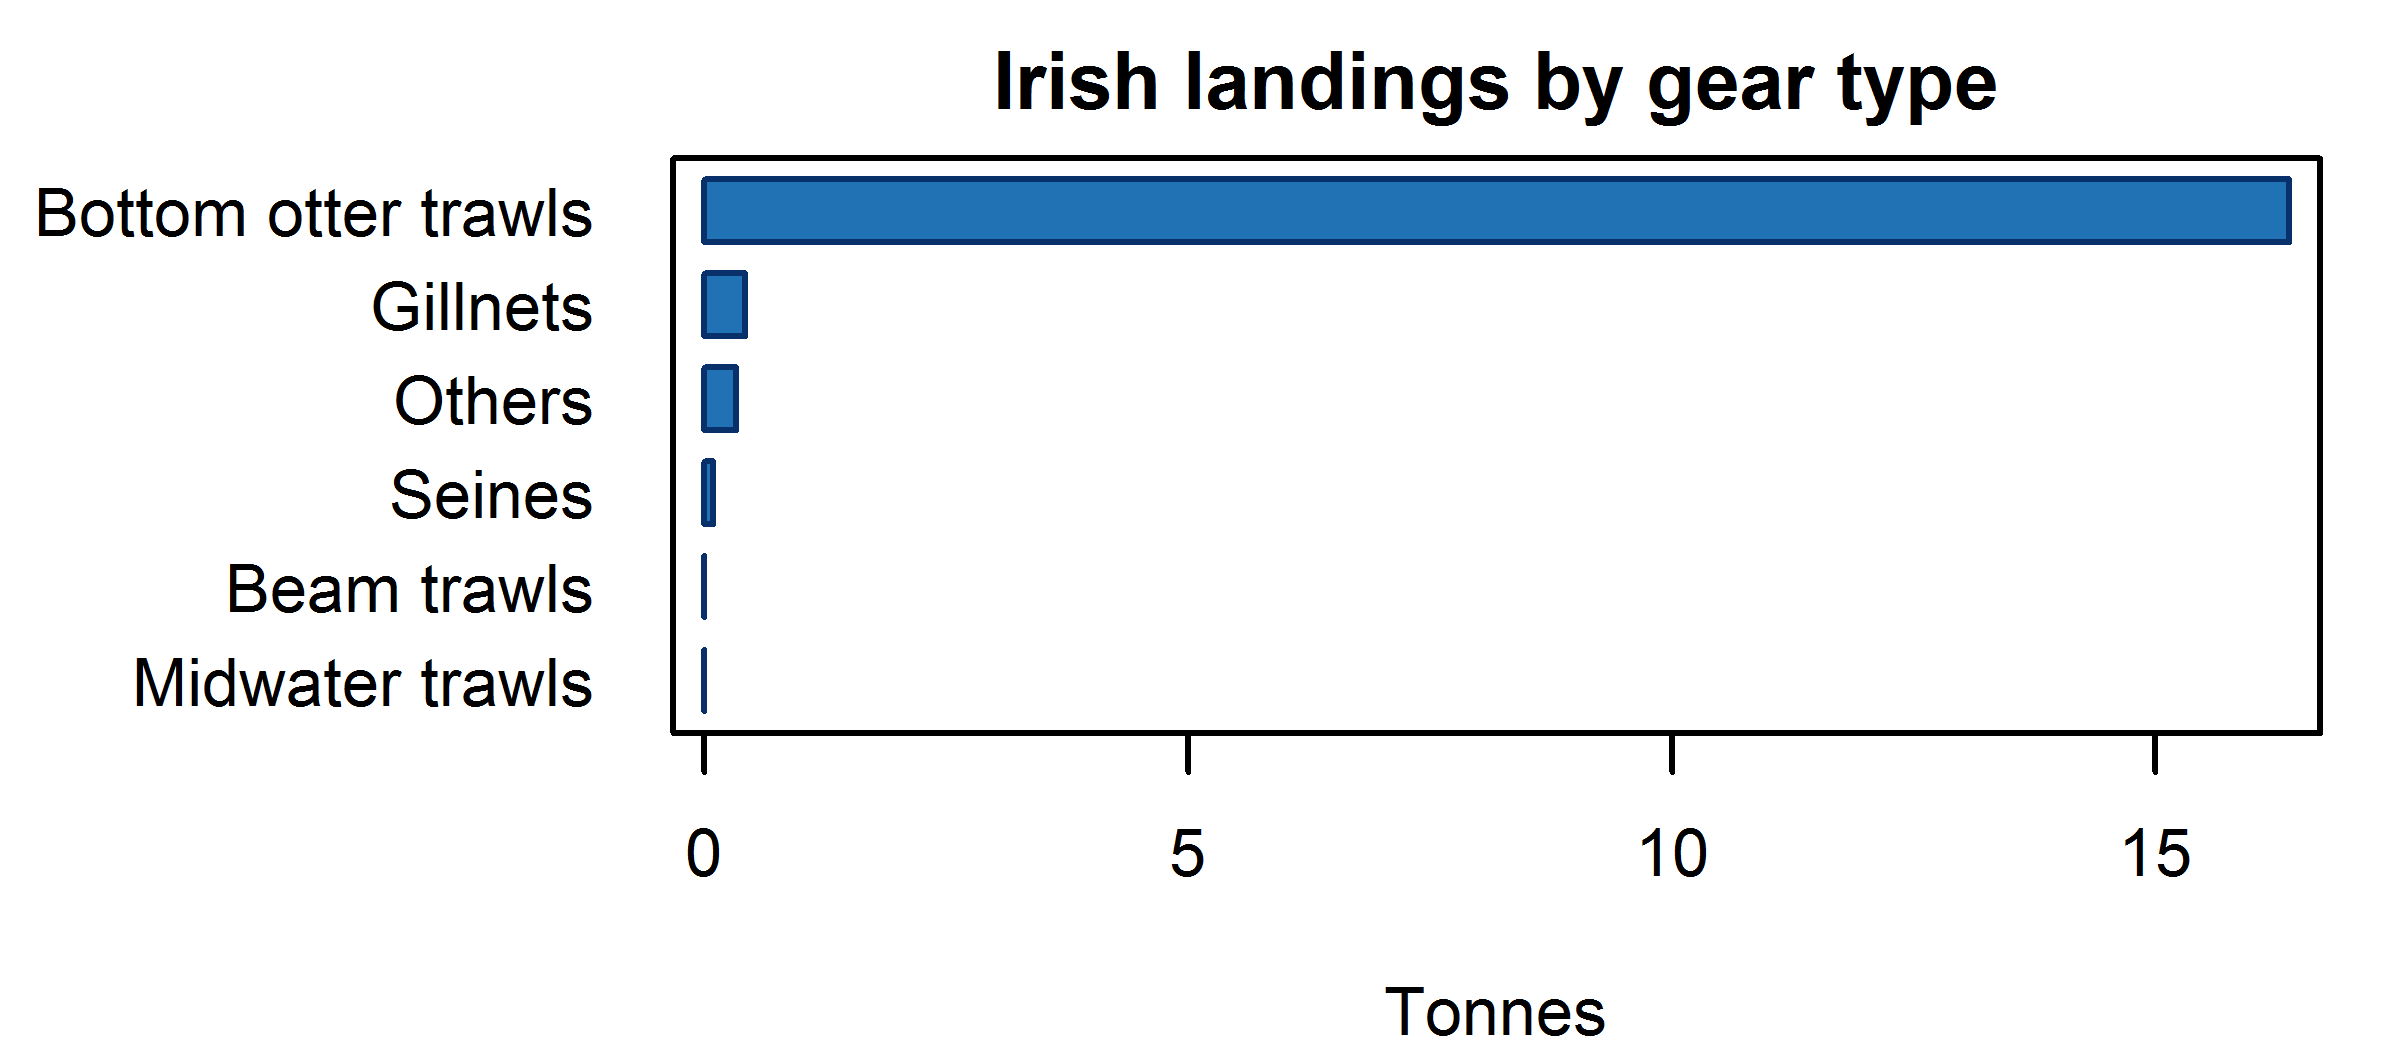 Irish landings by gear type
Bottom otter trawls
Gillnets
Others
Seines
Beam trawls
Midwater trawls
0 5 10 15
Tonnes